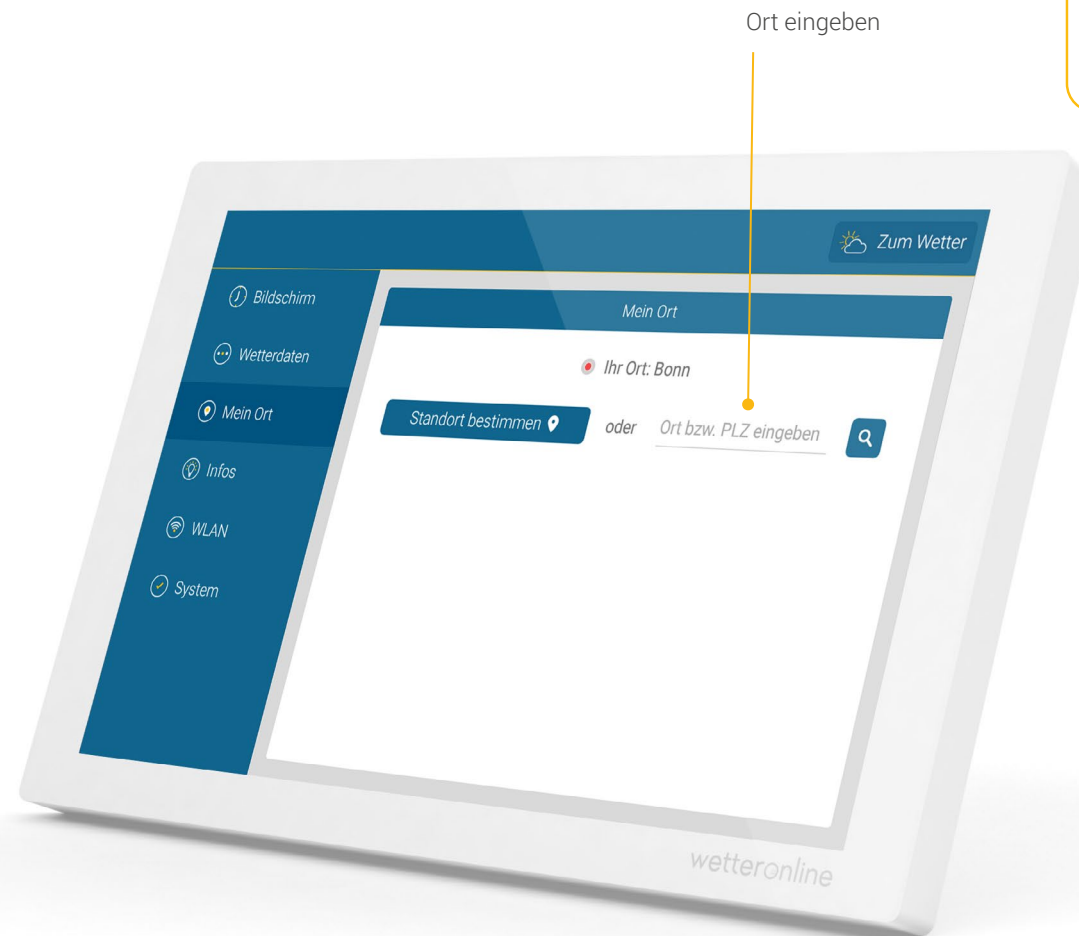 Ort eingeben
Zum Wetter
Bildschirm
Wetterdaten
Mein Ort
Infos
WLAN
System
Mein Ort
Ihr Ort: Bonn
Standort bestimmen
oder
Ort bzw. PLZ eingeben
wetteronline